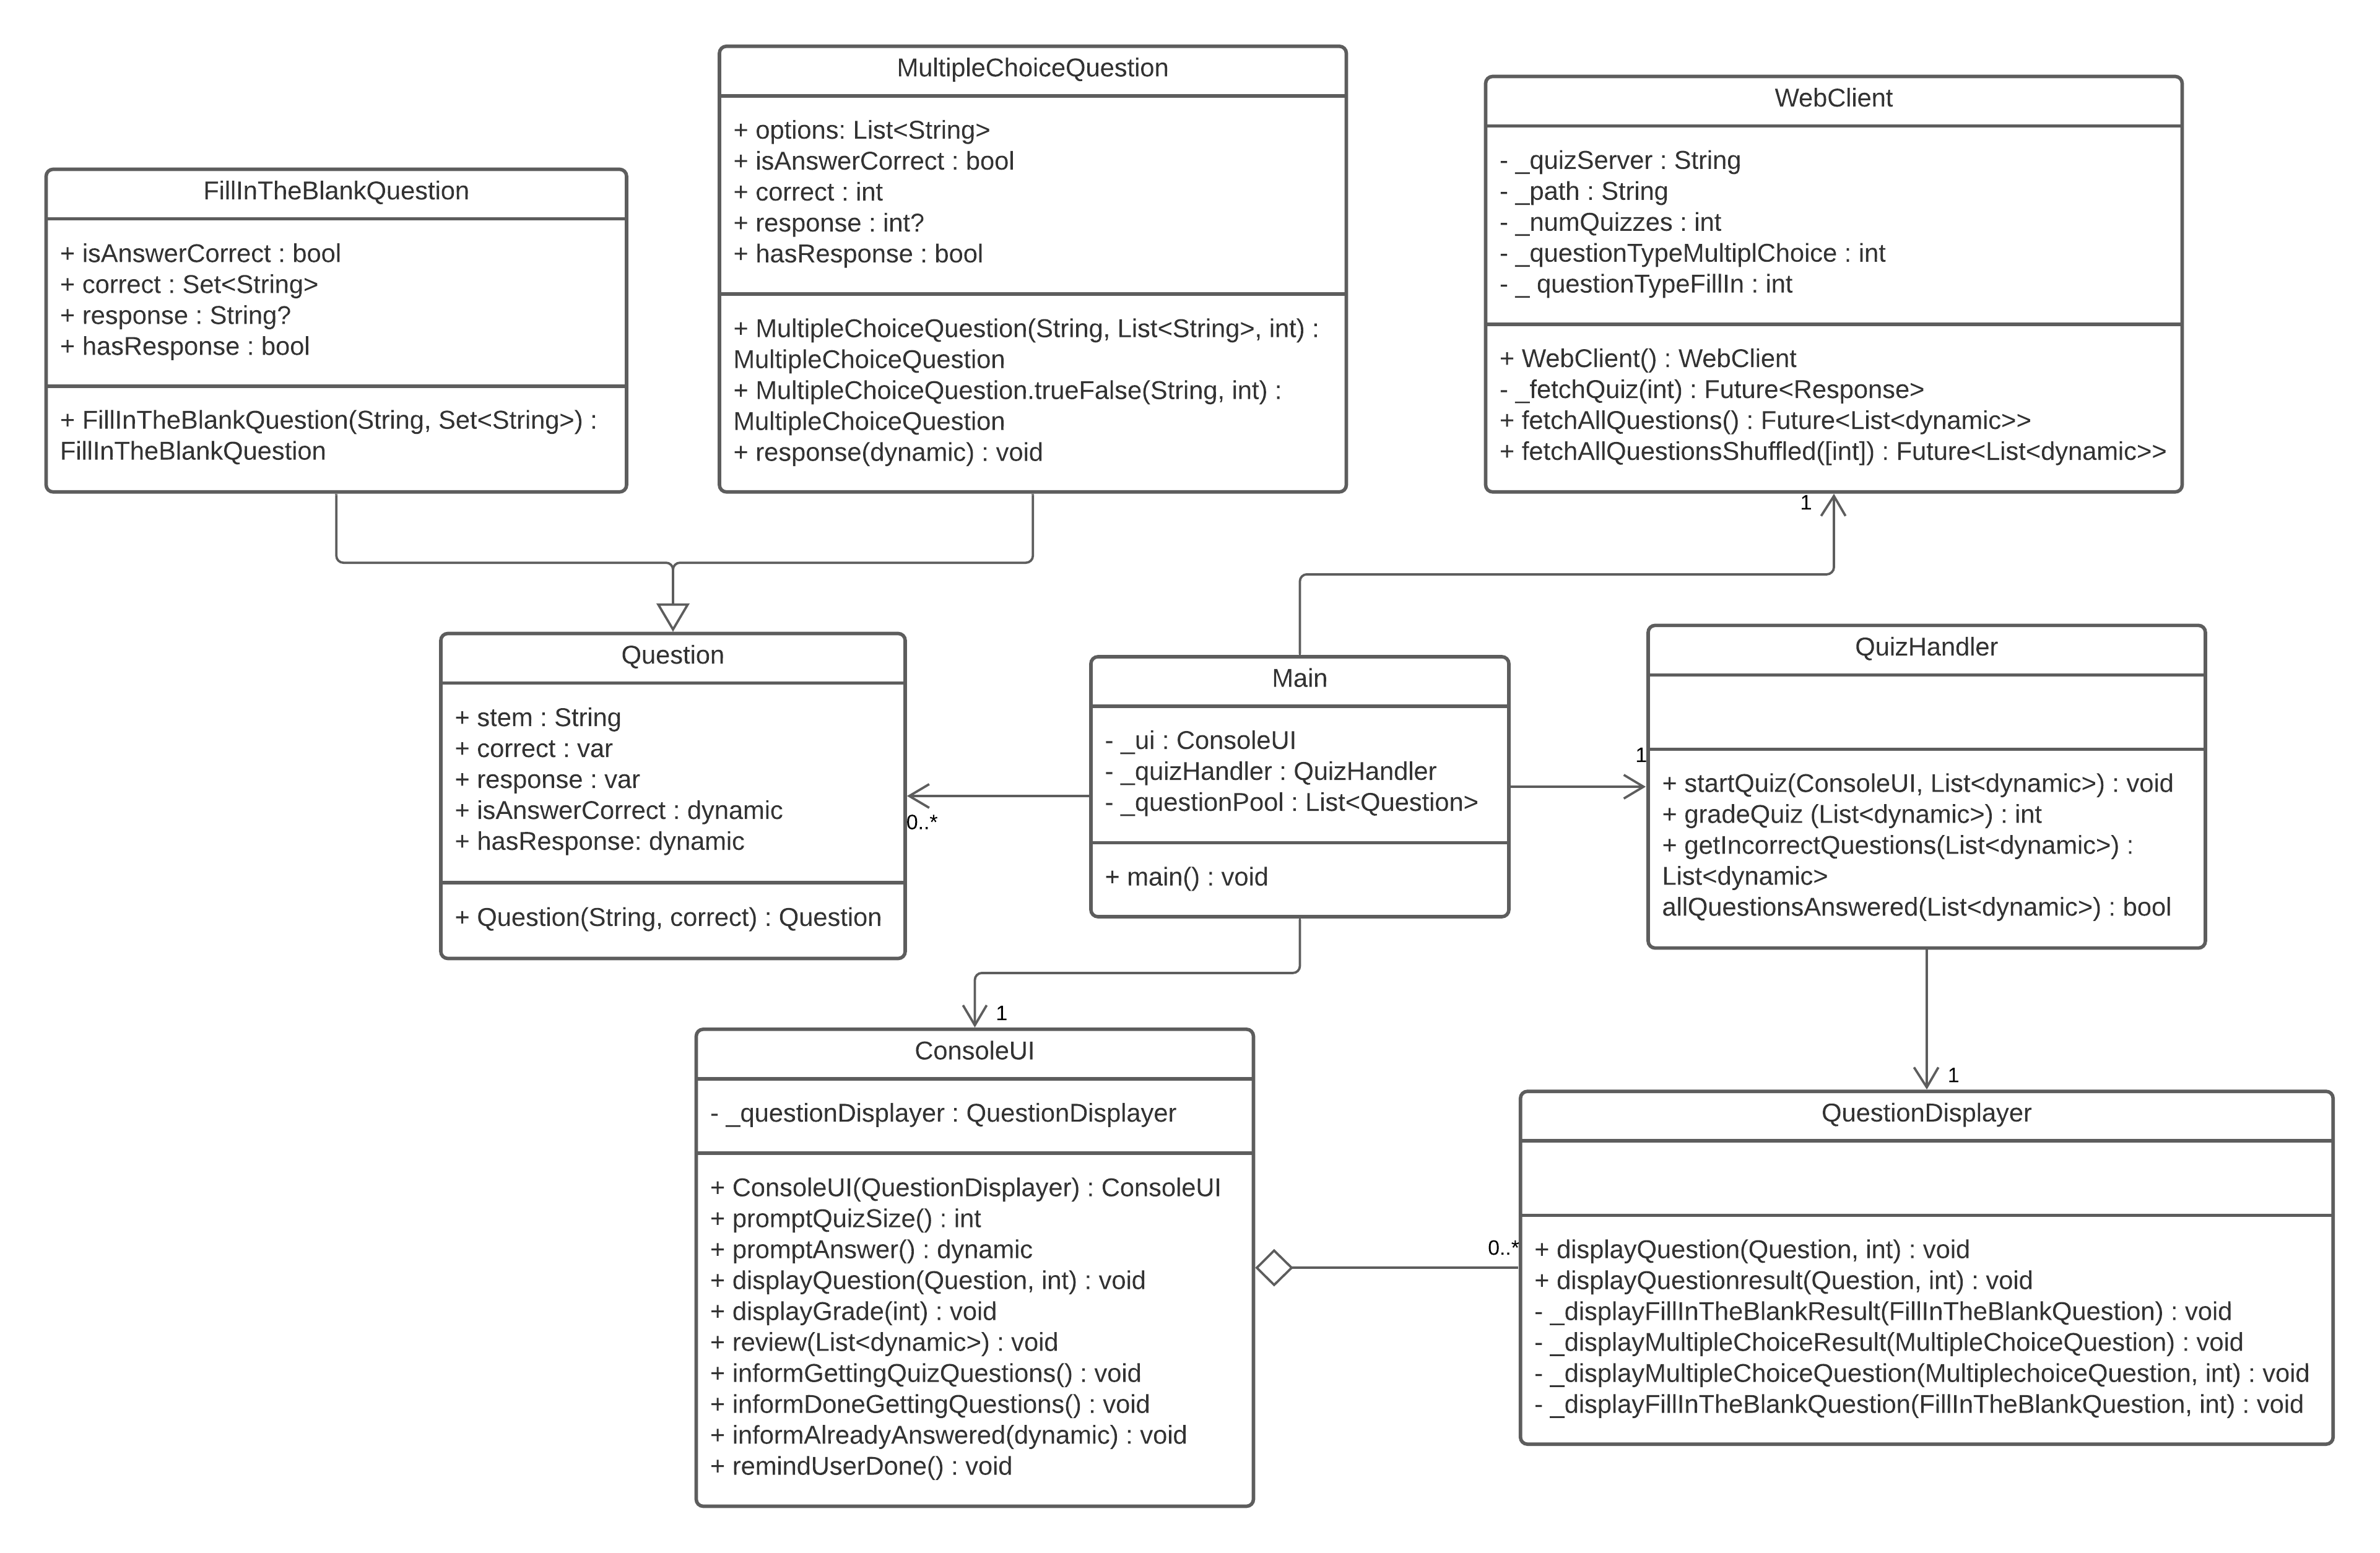 MultipleChoiceQuestion
+ options: List<String>
+ isAnswerCorrect : bool
+ correct : int
+ response : int?
+ hasResponse : bool
+ MultipleChoiceQuestion(String, List<String>, int) :
MultipleChoiceQuestion
+ MultipleChoiceQuestion.trueFalse(String, int) :
MultipleChoiceQuestion
+ response(dynamic) : void
WebClient
- _quizServer : String
- _path : String
- _numQuizzes : int
- _questionTypeMultiplChoice : int
- _ questionTypeFillIn : int
+ WebClient() : WebClient
- _fetchQuiz(int) : Future<Response>
+ fetchAllQuestions() : Future<List<dynamic>>
+ fetchAllQuestionsShuffled([int]) : Future<List<dynamic>>
1
FillInTheBlankQuestion
+ isAnswerCorrect : bool
+ correct : Set<String>
+ response : String?
+ hasResponse : bool
+ FillInTheBlankQuestion(String, Set<String>) :
FillInTheBlankQuestion
Question
+ stem : String
+ correct : var
+ response : var
+ isAnswerCorrect : dynamic
+ hasResponse: dynamic
+ Question(String, correct) : Question
0..*
Main
- _ui : ConsoleUI
- _quizHandler : QuizHandler
- _questionPool : List<Question>
+ main() : void
1
QuizHandler
+ startQuiz(ConsoleUI, List<dynamic>) : void
+ gradeQuiz (List<dynamic>) : int
+ getIncorrectQuestions(List<dynamic>) :
List<dynamic>
allQuestionsAnswered(List<dynamic>) : bool
1
ConsoleUI
- _questionDisplayer : QuestionDisplayer
+ ConsoleUI(QuestionDisplayer) : ConsoleUI
+ promptQuizSize() : int
+ promptAnswer() : dynamic
+ displayQuestion(Question, int) : void
+ displayGrade(int) : void
+ review(List<dynamic>) : void
+ informGettingQuizQuestions() : void
+ informDoneGettingQuestions() : void
+ informAlreadyAnswered(dynamic) : void
+ remindUserDone() : void
1
0..*
QuestionDisplayer
+ displayQuestion(Question, int) : void
+ displayQuestionresult(Question, int) : void
- _displayFillInTheBlankResult(FillInTheBlankQuestion) : void
- _displayMultipleChoiceResult(MultipleChoiceQuestion) : void
- _displayMultipleChoiceQuestion(MultiplechoiceQuestion, int) : void
- _displayFillInTheBlankQuestion(FillInTheBlankQuestion, int) : void